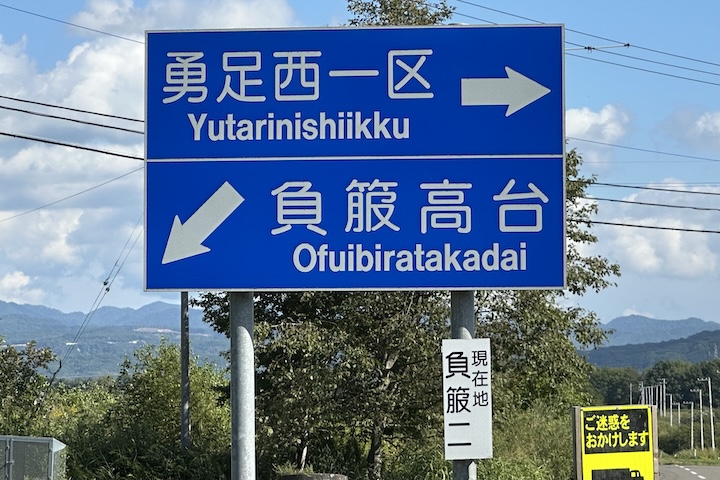 勇足西一区
Yutarinishiikku
負箙高台
Ofuibiratakadai
現在地
負箙二
ご迷惑を
おかけします